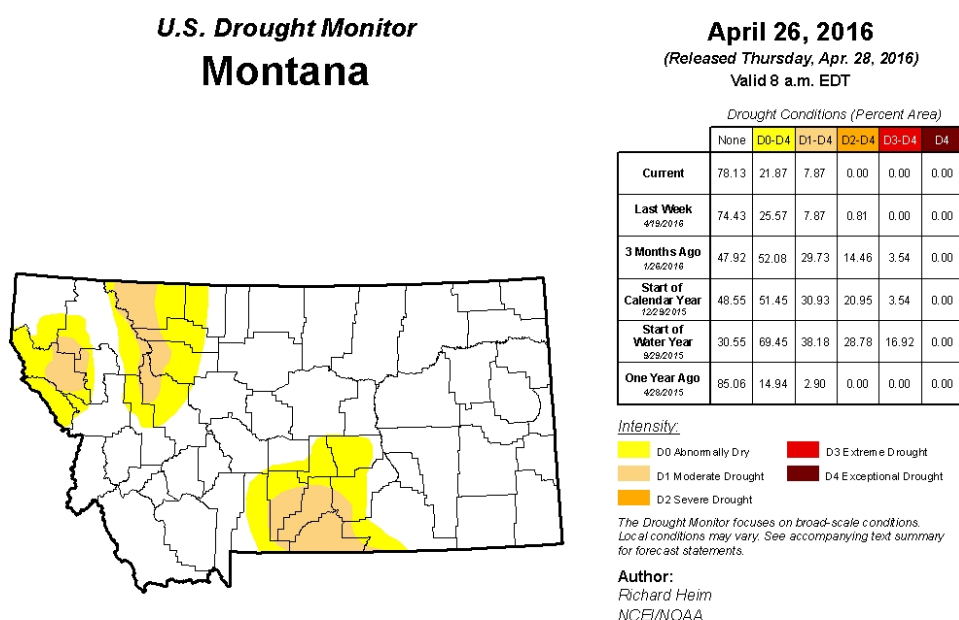 U.S. Drought Monitor
Montana
April 26, 2016
(Released Thursday, Apr. 28, 2016)
Valid 8 a.m. EDT
Drought Conditions (Percent Area)
None D0-D4 D1-D4 D2-D4 D3-D4 D4
Current 78.13 21.87 7.87 0.00 0.00 0.00
Last Week 74.43 25.57 7.87 0.81 0.00 0.00
4/19/2016
3 Months Ago 47.92 52.08 29.73 14.46 3.54 0.00
1/26/2016
Start of
Calendar Year 48.55 51.45 30.93 20.95 3.54 0.00
12/29/2015
Start of
Water Year 30.55 69.45 38.18 28.78 16.92 0.00
9/29/2015
One Year Ago 85.06 14.94 2.90 0.00 0.00 0.00
4/28/2015
Intensity:
D0 Abnormally Dry
D1 Moderate Drought
D2 Severe Drought
D3 Extreme Drought
D4 Exceptional Drought
The Drought Monitor focuses on broad-scale conditions.
Local conditions may vary. See accompanying text summary
for forecast statements.
Author:
Richard Heim
NCEI/NOAA